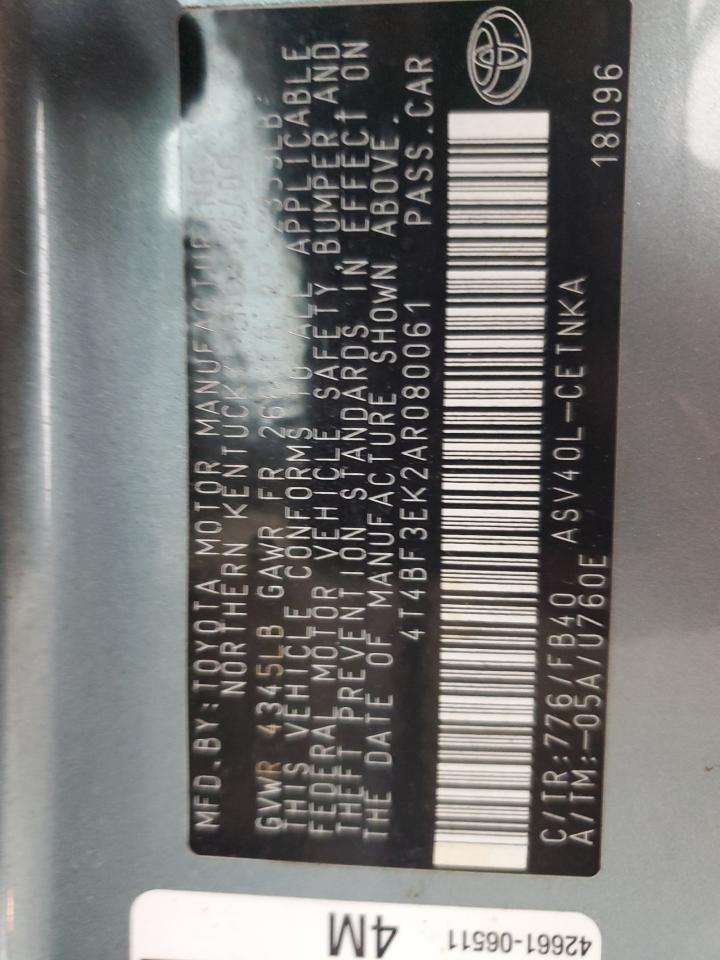 MFD.BY:TOYOTA MOTOR MANUFACTURING
NORTHERN KENTUCKY
GVWR 4345LB GAWR FR
THIS VEHICLE CONFORMS TO ALL APPLICABLE
FEDERAL MOTOR VEHICLE SAFETY, BUMPER AND
THEFT PREVENTION STANDARDS IN EFFECT ON
THE DATE OF MANUFACTURE SHOWN ABOVE.
4T4BF3EK2AR080061 PASS.CAR
C/TR:776/FB40 ASV40L-CETNKA
A/TM:-05A/U760E 18096
4M
42661-06511